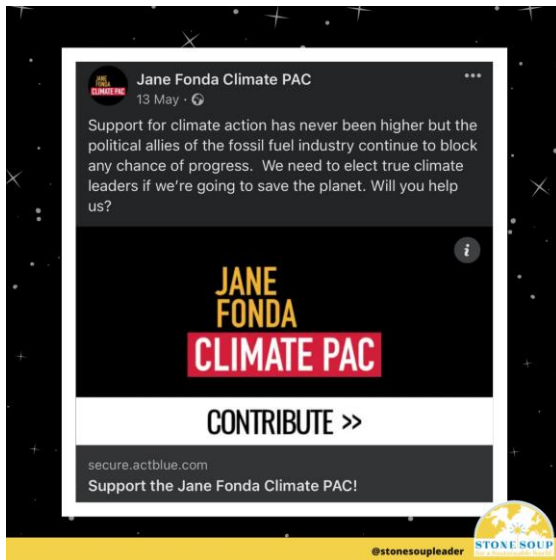 JANE
FONDA
CLIMATE PAC
Jane Fonda Climate PAC
13 May
Support for climate action has never been higher but the
political allies of the fossil fuel industry continue to block
any chance of progress.  We need to elect true climate
leaders if we're going to save the planet. Will you help
us?
i
JANE
FONDA
CLIMATE PAC
CONTRIBUTE >>
secure.actblue.com
Support the Jane Fonda Climate PAC!
@stonesoupleader
STONE SOUP